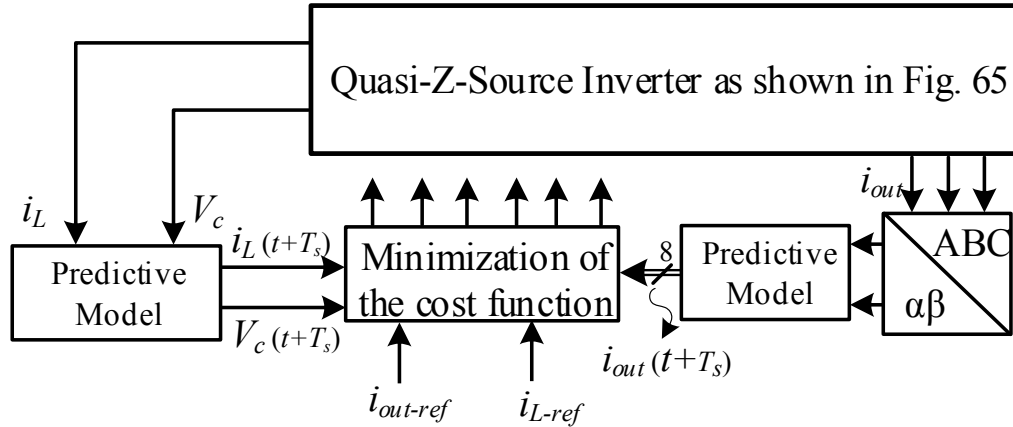 Quasi-Z-Source Inverter as shown in Fig. 65
i_L
V_c
i_out
i_L (t+T_s)
V_c (t+T_s)
Predictive
Model
Minimization of
the cost function
8
Predictive
Model
ABC
αβ
i_out (t+T_s)
i_out-ref
i_L-ref